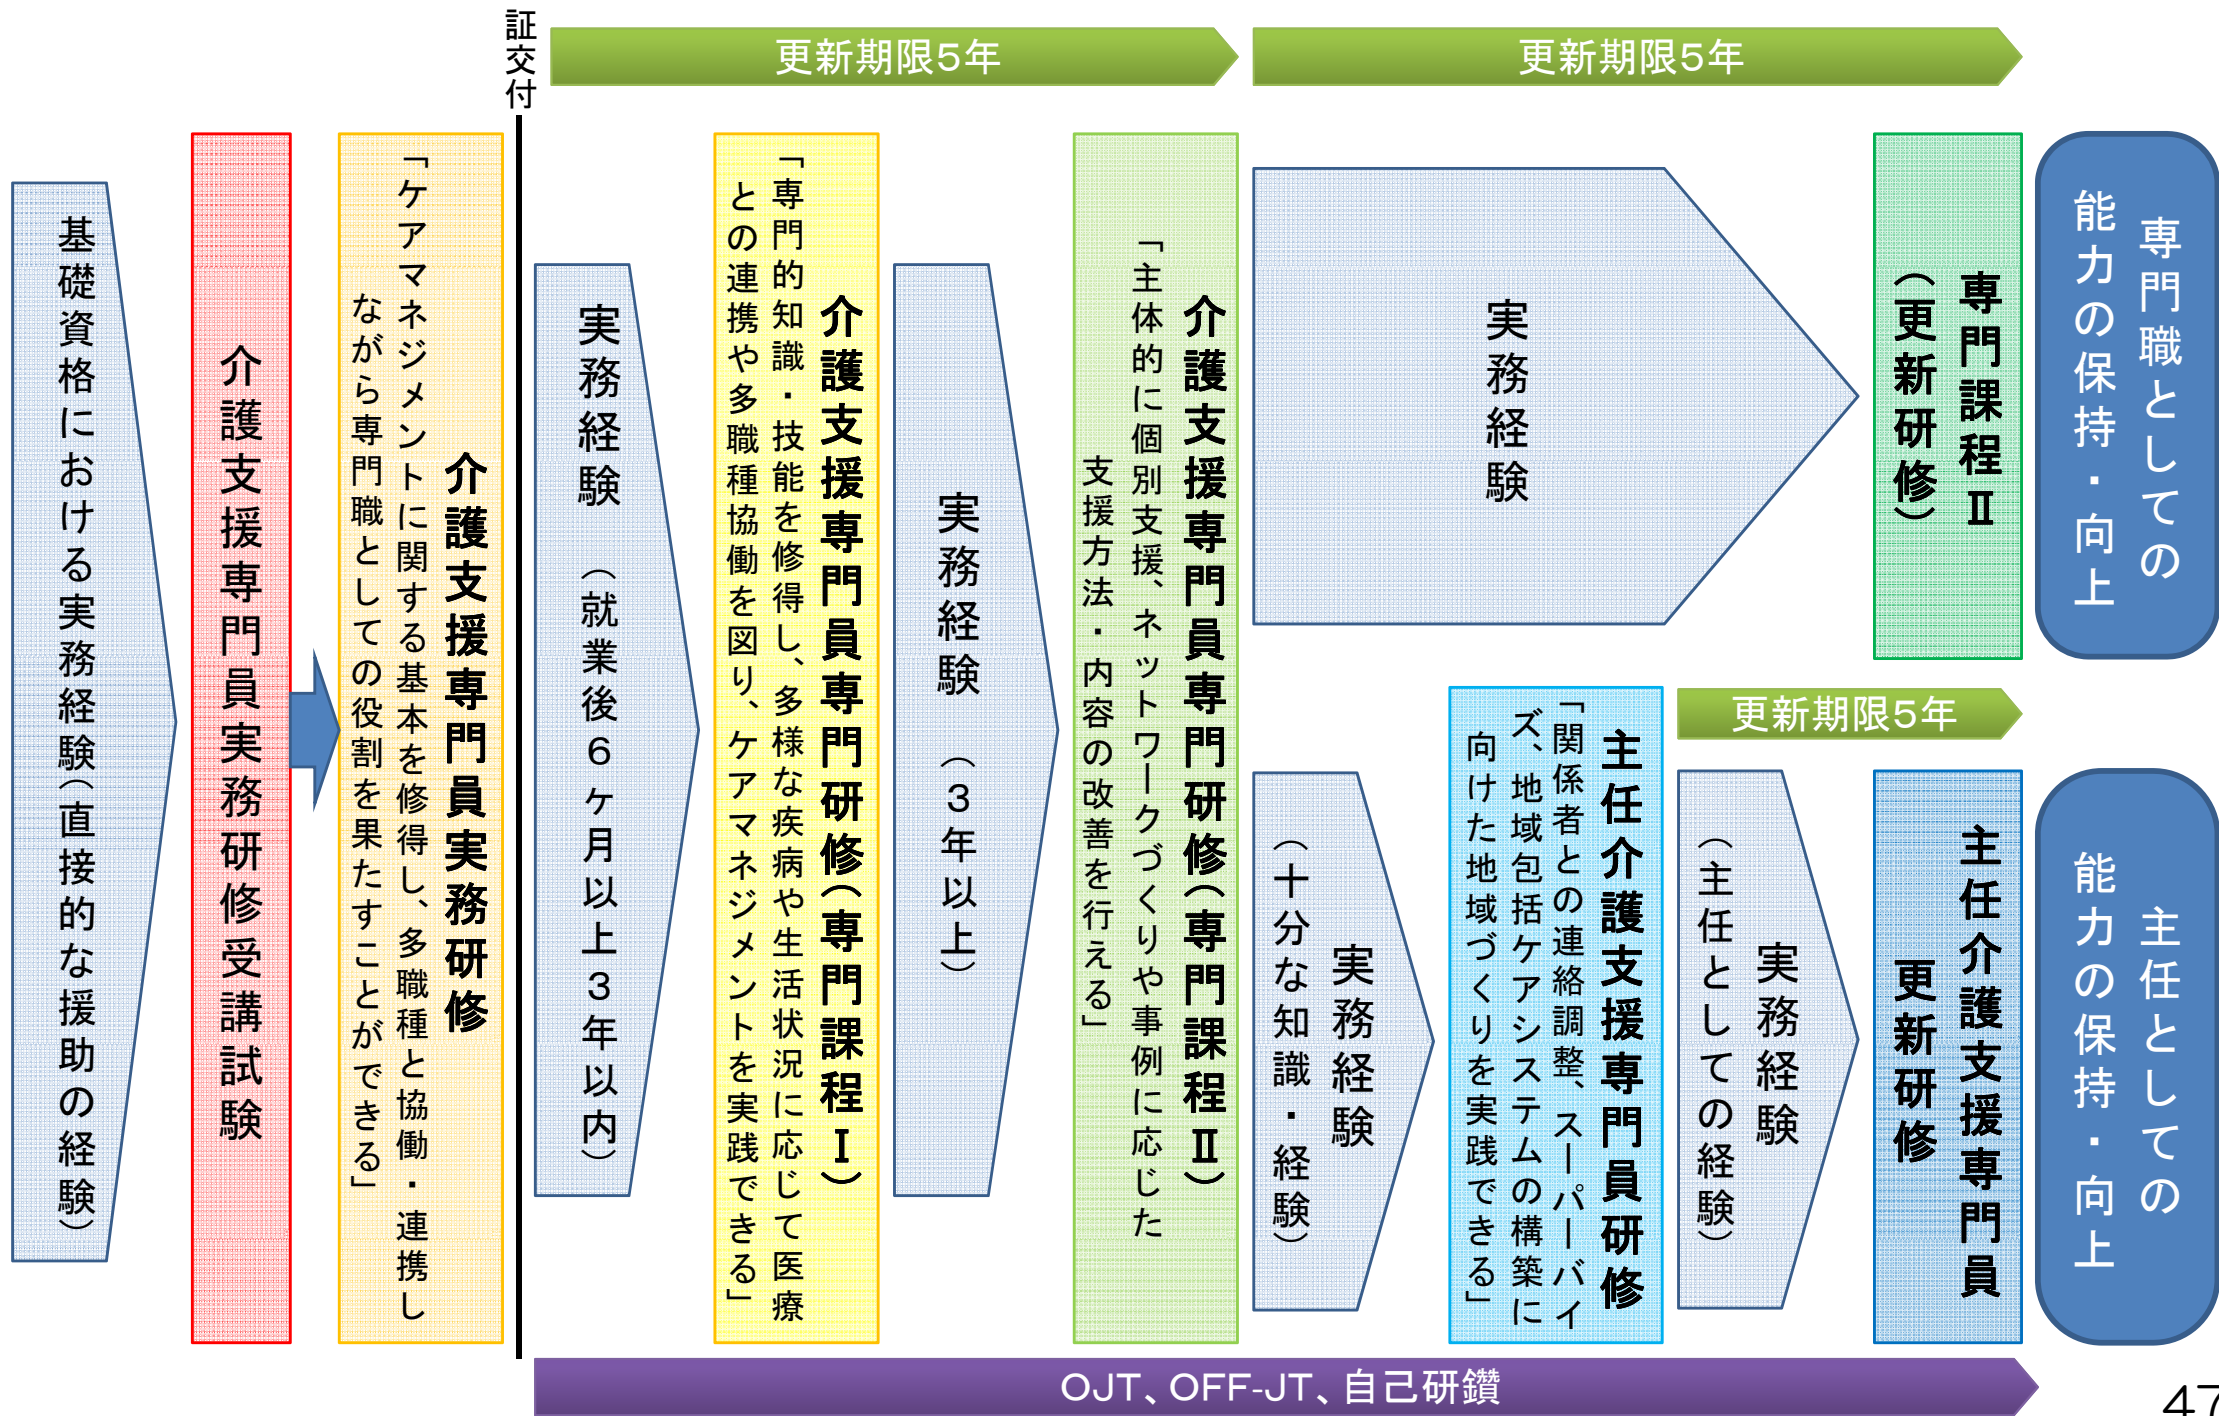 証交付
更新期限5年
更新期限5年
基礎資格における実務経験（直接的な援助の経験）
介護支援専門員実務研修受講試験
介護支援専門員実務研修
「ケアマネジメントに関する基本を修得し、多職種と協働・連携し
ながら専門職としての役割を果たすことができる」
実務経験　（就業後６ヶ月以上３年以内）
介護支援専門員専門研修（専門課程Ⅰ）
「専門的知識・技能を修得し、多様な疾病や生活状況に応じて医療
との連携や多職種協働を図り、ケアマネジメントを実践できる」
実務経験　（３年以上）
介護支援専門員専門研修（専門課程Ⅱ）
「主体的に個別支援、ネットワークづくりや事例に応じた
支援方法・内容の改善を行える」
実務経験
専門課程Ⅱ
（更新研修）
専門職としての
能力の保持・向上
実務経験
（十分な知識・経験）
主任介護支援専門員研修
「関係者との連絡調整、スーパーバイ
ズ、地域包括ケアシステムの構築に
向けた地域づくりを実践できる」
更新期限5年
実務経験
（主任としての経験）
主任介護支援専門員
更新研修
主任としての
能力の保持・向上
OJT、OFF-JT、自己研鑽
47